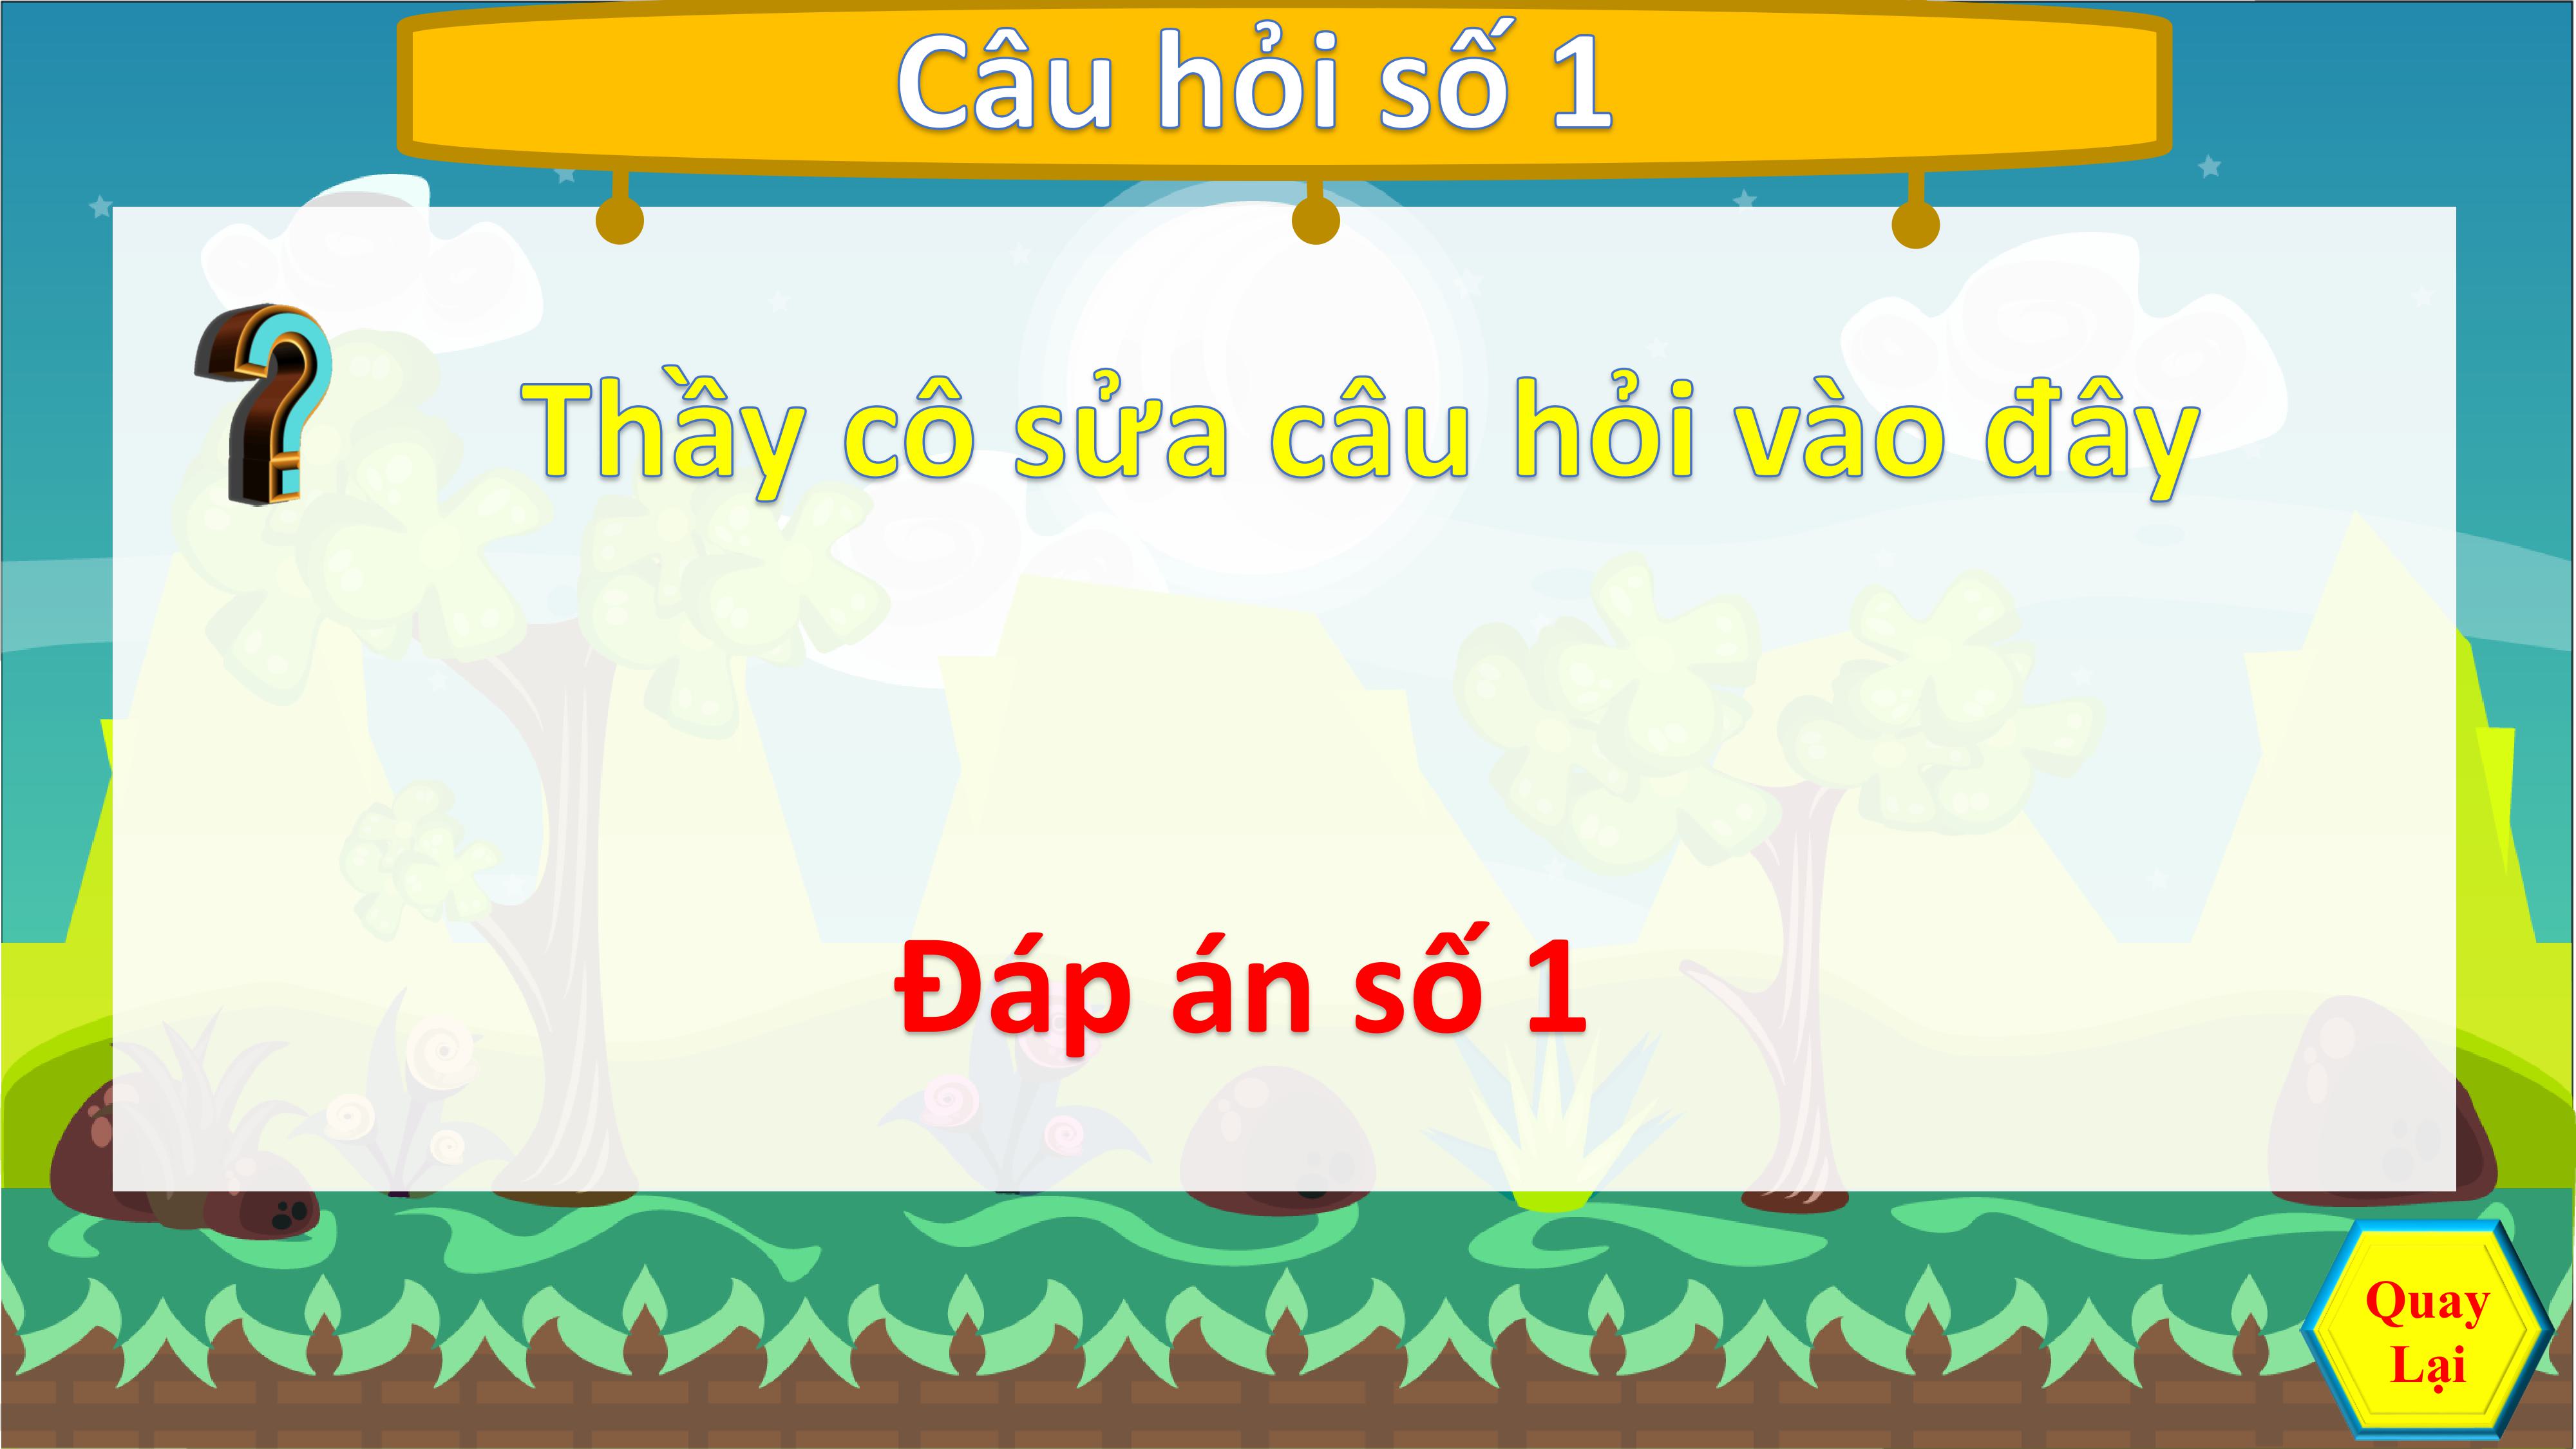 Câu hỏi số 1
Thầy cô sửa câu hỏi vào đây
Đáp án số 1
Quay
Lại